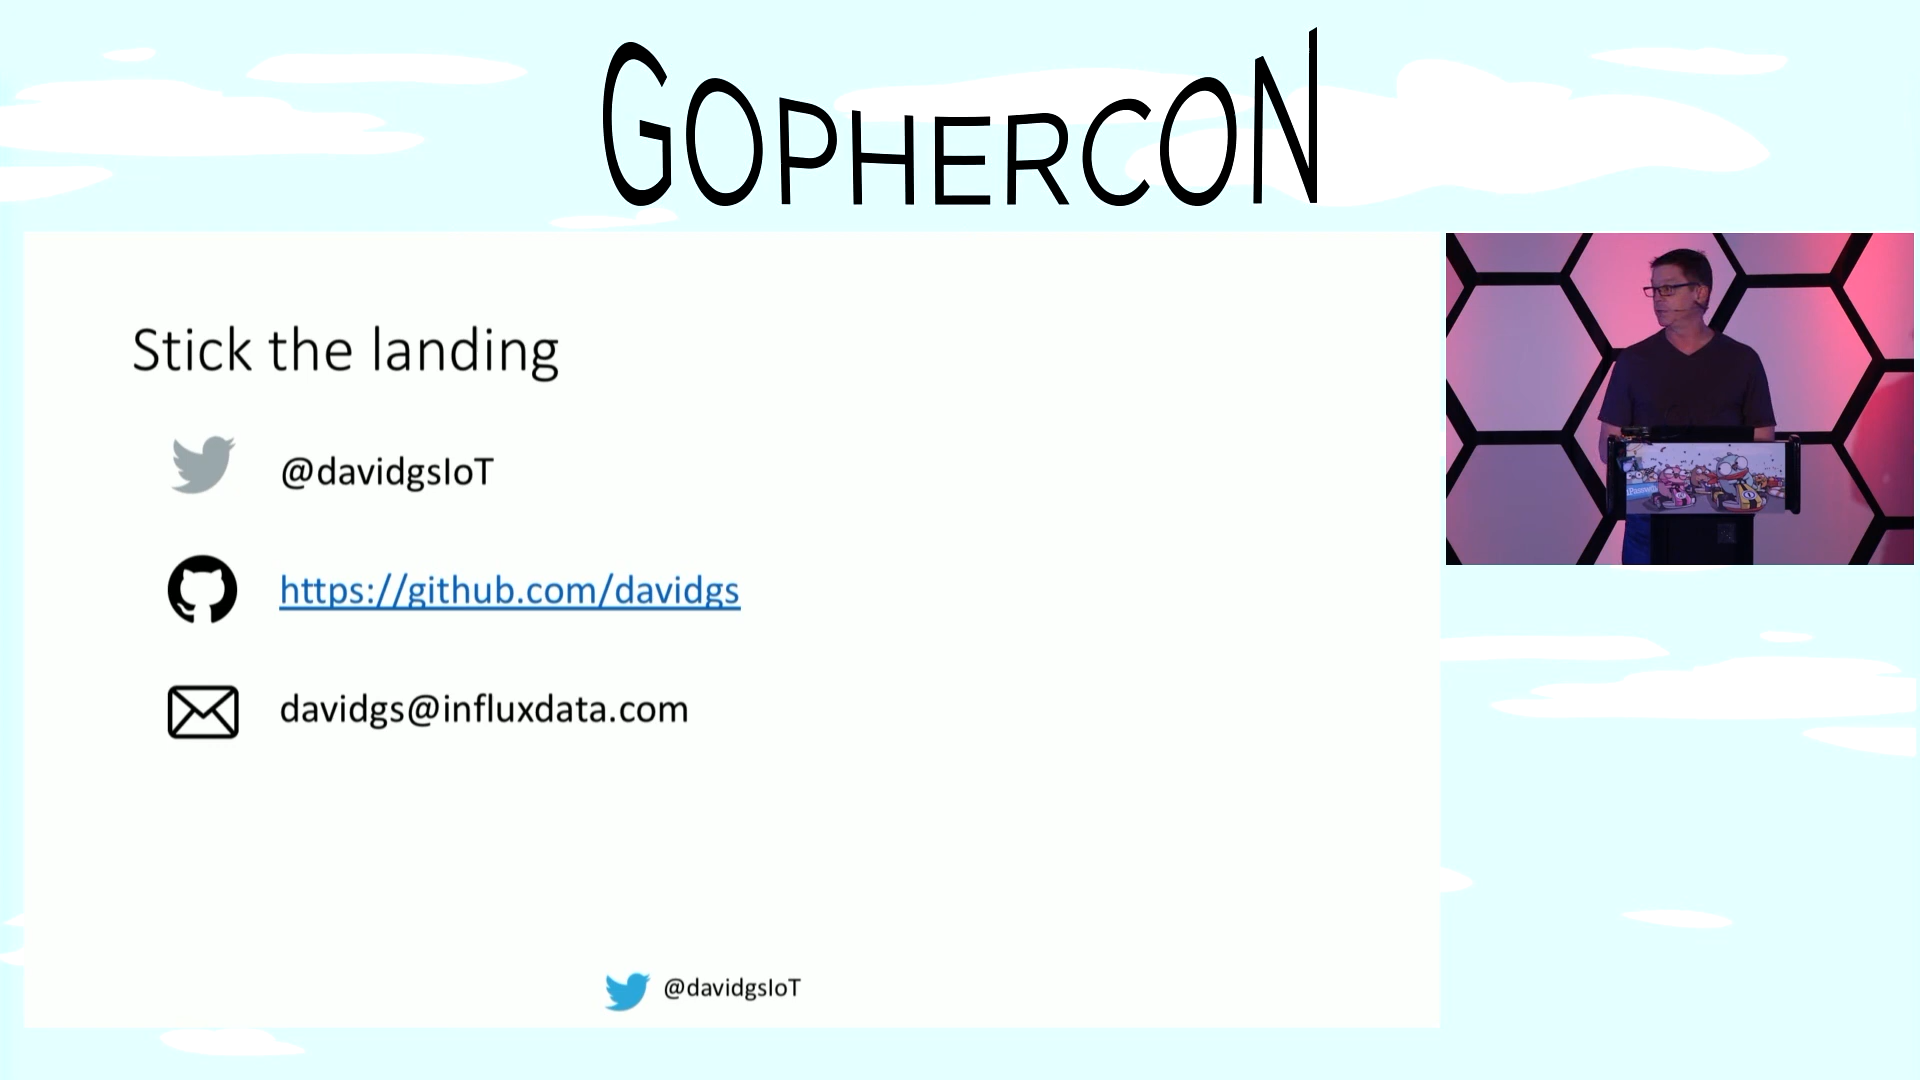 GOPHERCON
Stick the landing
@davidgsIoT
https://github.com/davidgs
davidgs@influxdata.com
@davidgsIoT